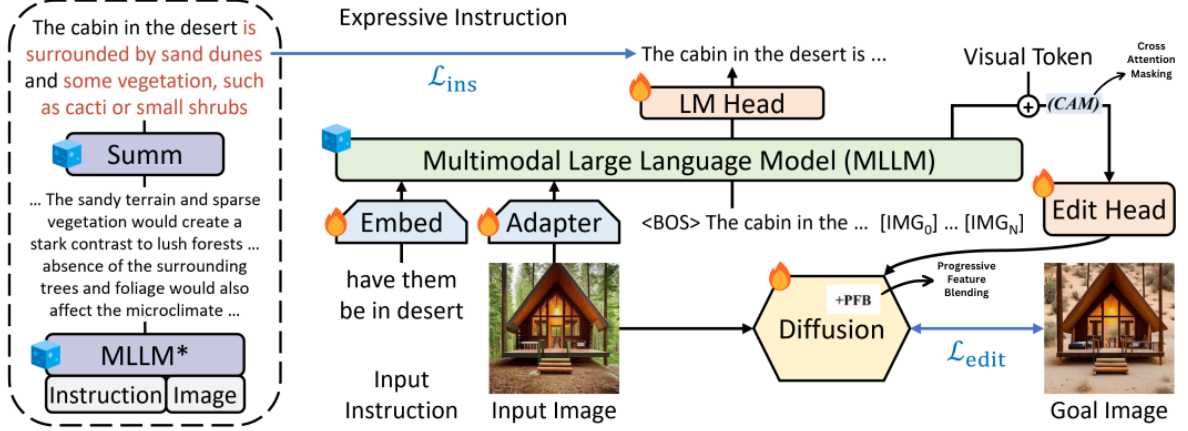 The cabin in the desert is
surrounded by sand dunes
and some vegetation, such
as cacti or small shrubs
Summ
... The sandy terrain and sparse
vegetation would create a
stark contrast to lush forests ...
absence of the surrounding
trees and foliage would also
affect the microclimate ...
MLLM*
Instruction Image
Expressive Instruction
ℒins
The cabin in the desert is ...
LM Head
Visual Token
Cross
Attention
Masking
+ (CAM)
Multimodal Large Language Model (MLLM)
Embed
Adapter
<BOS> The cabin in the ... [IMG₀] ... [IMG_N]
Edit Head
have them
be in desert
Progressive
Feature
Blending
+PFB
Diffusion
ℒedit
Input
Instruction
Input Image
Goal Image